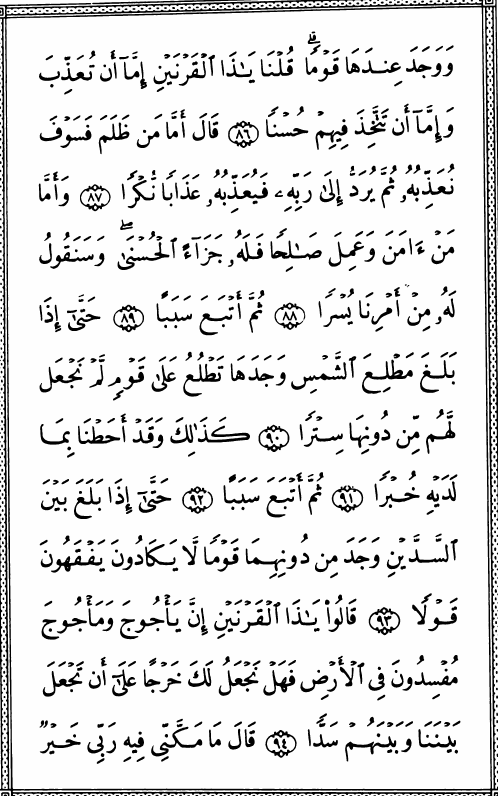 وَوَجَدَ عِندَهَا قَوْمًاۗ قُلْنَا يَـٰذَا ٱلْقَرْنَيْنِ إِمَّآ أَن تُعَذِّبَ
وَإِمَّآ أَن تَتَّخِذَ فِيهِمْ حُسْنًا ٨٦ قَالَ أَمَّا مَن ظَلَمَ فَسَوْفَ
نُعَذِّبُهُۥ ثُمَّ يُرَدُّ إِلَىٰ رَبِّهِۦ فَيُعَذِّبُهُۥ عَذَابًا نُّكْرًا ٨٧ وَأَمَّا
مَنْ ءَامَنَ وَعَمِلَ صَـٰلِحًا فَلَهُۥ جَزَآءً ٱلْحُسْنَىٰۖ وَسَنَقُولُ
لَهُۥ مِنْ أَمْرِنَا يُسْرًا ٨٨ ثُمَّ أَتْبَعَ سَبَبًا ٨٩ حَتَّىٰٓ إِذَا
بَلَغَ مَطْلِعَ ٱلشَّمْسِ وَجَدَهَا تَطْلُعُ عَلَىٰ قَوْمٍ لَّمْ نَجْعَل
لَّهُم مِّن دُونِهَا سِتْرًا ٩٠ كَذَٰلِكَ وَقَدْ أَحَطْنَا بِمَا
لَدَيْهِ خُبْرًا ٩١ ثُمَّ أَتْبَعَ سَبَبًا ٩٢ حَتَّىٰٓ إِذَا بَلَغَ بَيْنَ
ٱلسَّدَّيْنِ وَجَدَ مِن دُونِهِمَا قَوْمًا لَّا يَكَادُونَ يَفْقَهُونَ
قَوْلًا ٩٣ قَالُوا۟ يَـٰذَا ٱلْقَرْنَيْنِ إِنَّ يَأْجُوجَ وَمَأْجُوجَ
مُفْسِدُونَ فِى ٱلْأَرْضِ فَهَلْ نَجْعَلُ لَكَ خَرْجًا عَلَىٰٓ أَن تَجْعَلَ
بَيْنَنَا وَبَيْنَهُمْ سَدًّا ٩٤ قَالَ مَا مَكَّنِّى فِيهِ رَبِّى خَيْرٌ